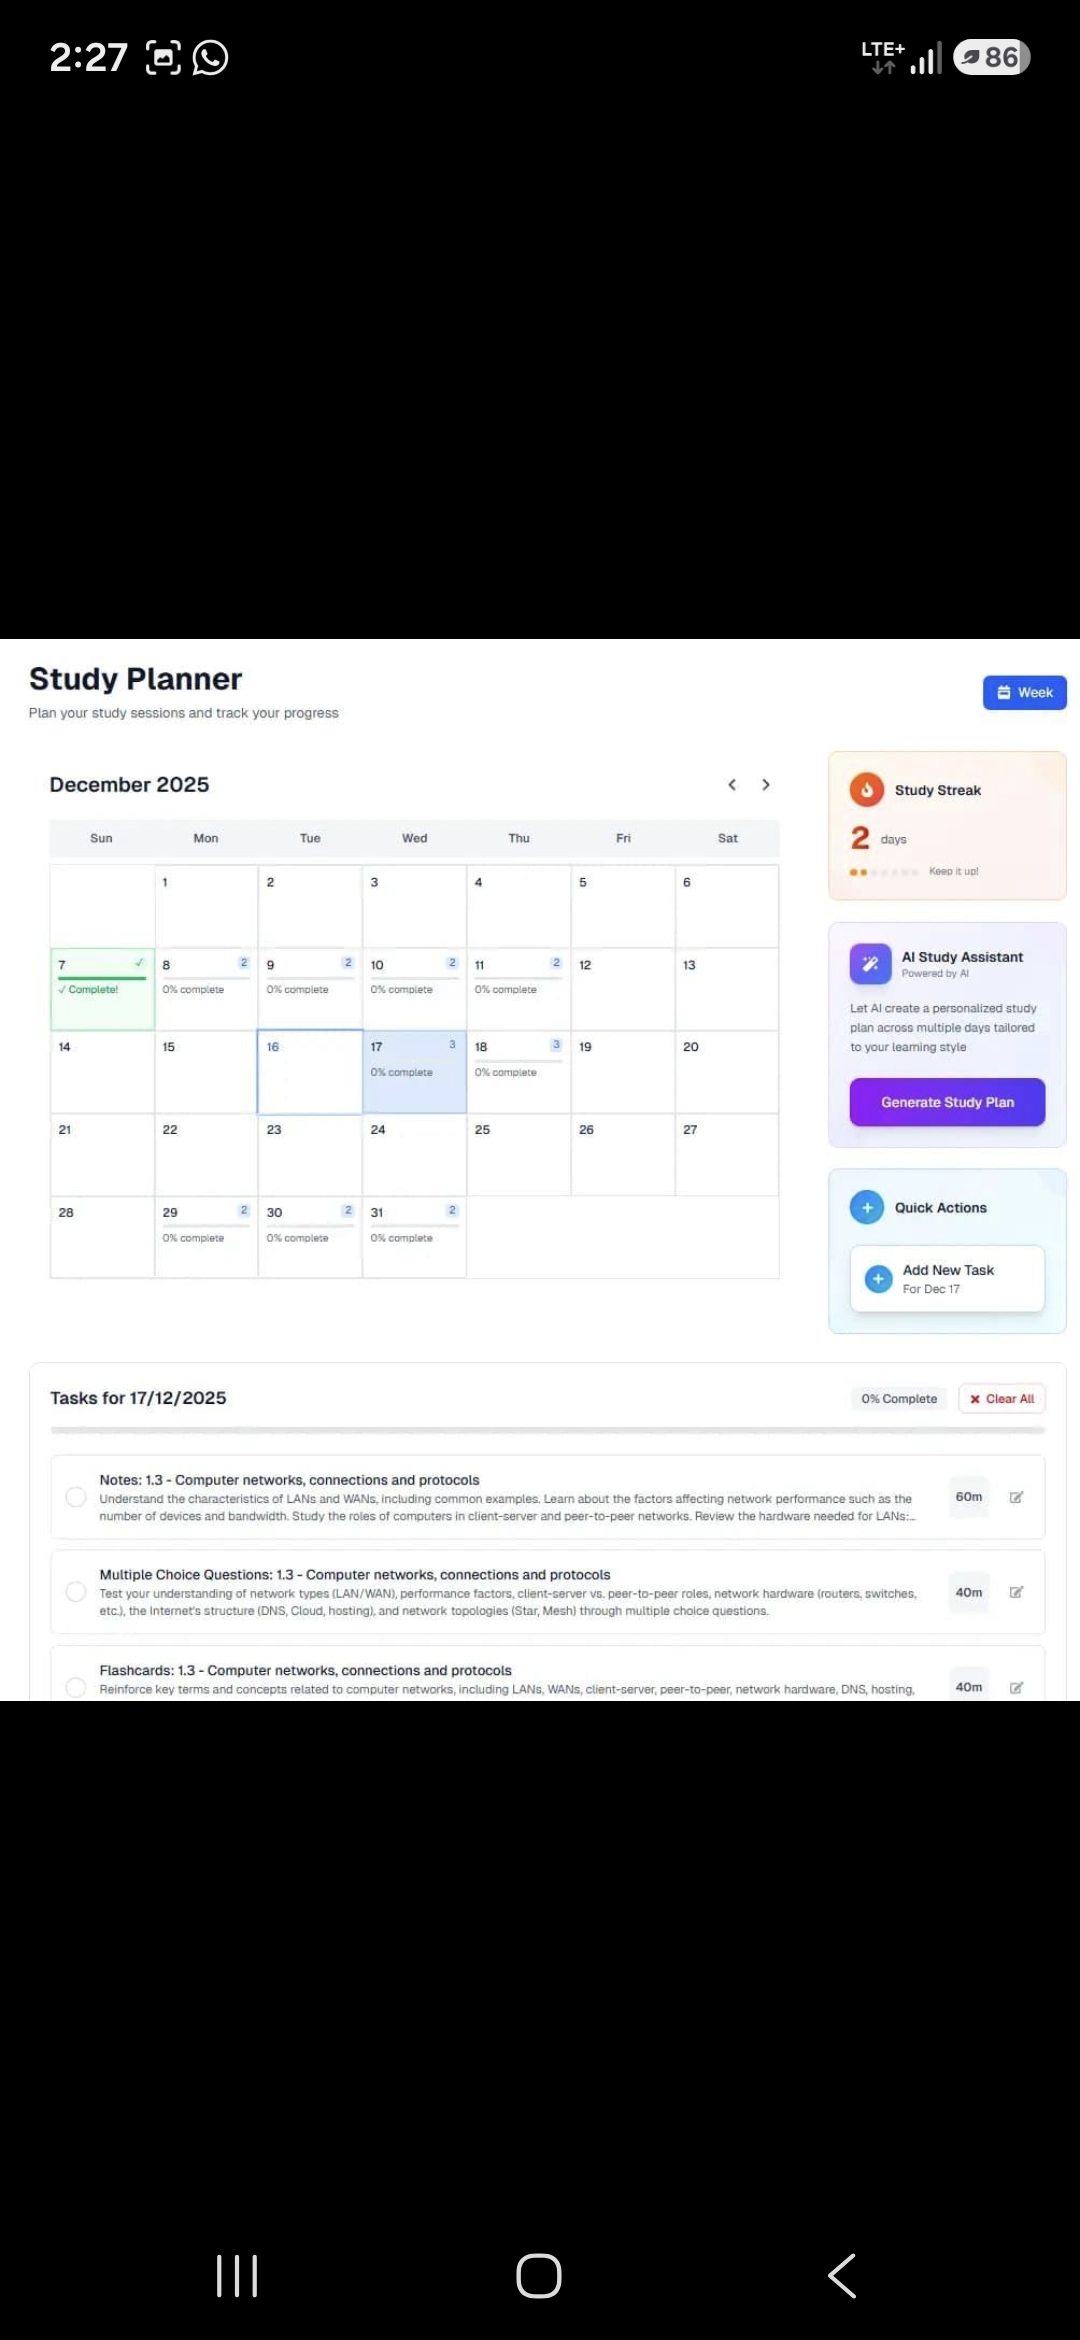 2:27
LTE+
86
Study Planner
Plan your study sessions and track your progress
Week
December 2025
Sun Mon Tue Wed Thu Fri Sat
1 2 3 4 5 6
7 ✓ 8 2 9 2 10 2 11 2 12 13
✓ Complete! 0% complete 0% complete 0% complete 0% complete
14 15 16 17 3 18 3 19 20
0% complete 0% complete
21 22 23 24 25 26 27
28 29 2 30 2 31 2
0% complete 0% complete 0% complete
Study Streak
2 days
Keep it up!
AI Study Assistant
Powered by AI
Let AI create a personalized study
plan across multiple days tailored
to your learning style
Generate Study Plan
Quick Actions
Add New Task
For Dec 17
Tasks for 17/12/2025
0% Complete
Clear All
Notes: 1.3 - Computer networks, connections and protocols
Understand the characteristics of LANs and WANs, including common examples. Learn about the factors affecting network performance such as the
number of devices and bandwidth. Study the roles of computers in client-server and peer-to-peer networks. Review the hardware needed for LANs:...
60m
Multiple Choice Questions: 1.3 - Computer networks, connections and protocols
Test your understanding of network types (LAN/WAN), performance factors, client-server vs. peer-to-peer roles, network hardware (routers, switches,
etc.), the Internet's structure (DNS, Cloud, hosting), and network topologies (Star, Mesh) through multiple choice questions.
40m
Flashcards: 1.3 - Computer networks, connections and protocols
Reinforce key terms and concepts related to computer networks, including LANs, WANs, client-server, peer-to-peer, network hardware, DNS, hosting,
40m